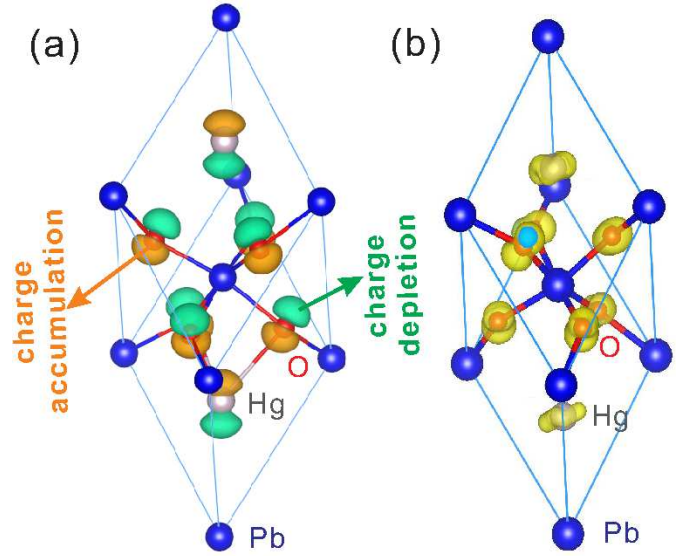 (a)
(b)
charge
accumulation
charge
depletion
O
Hg
Pb
O
Hg
Pb